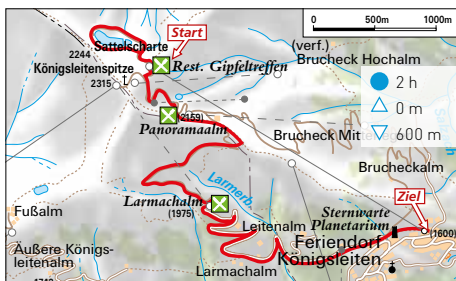 0 500m 1000m
Start
Sattelscharte
2244
Rest. Gipfeltreffen
(verf.)
Brucheck Hochalm
Königsleitenspitze
2315
2 h
0 m
600 m
(2159)
Panoramaalm
Brucheck Mit
Brucheckalm
Larmerb.
Larmachalm
(1975)
Ziel
Sternwarte
Planetarium
(1600)
Fußalm
Leitenalm
Feriendorf
Königsleiten
Äußere Königs-
leitenalm
Larmachalm